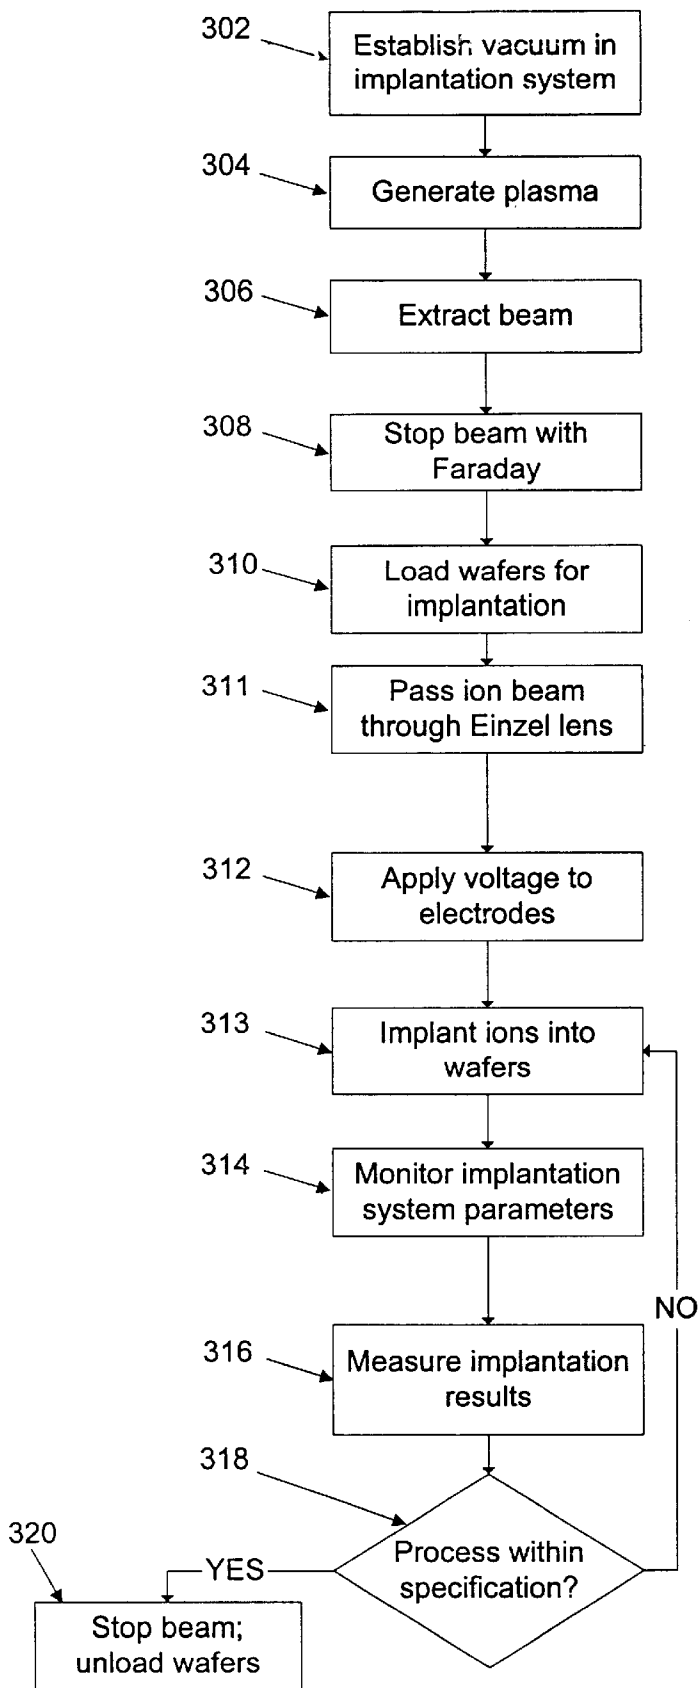 302
Establish vacuum in
implantation system
304
Generate plasma
306
Extract beam
308
Stop beam with
Faraday
310
Load wafers for
implantation
311
Pass ion beam
through Einzel lens
312
Apply voltage to
electrodes
313
Implant ions into
wafers
314
Monitor implantation
system parameters
NO
316
Measure implantation
results
318
Process within
specification?
320
YES
Stop beam;
unload wafers